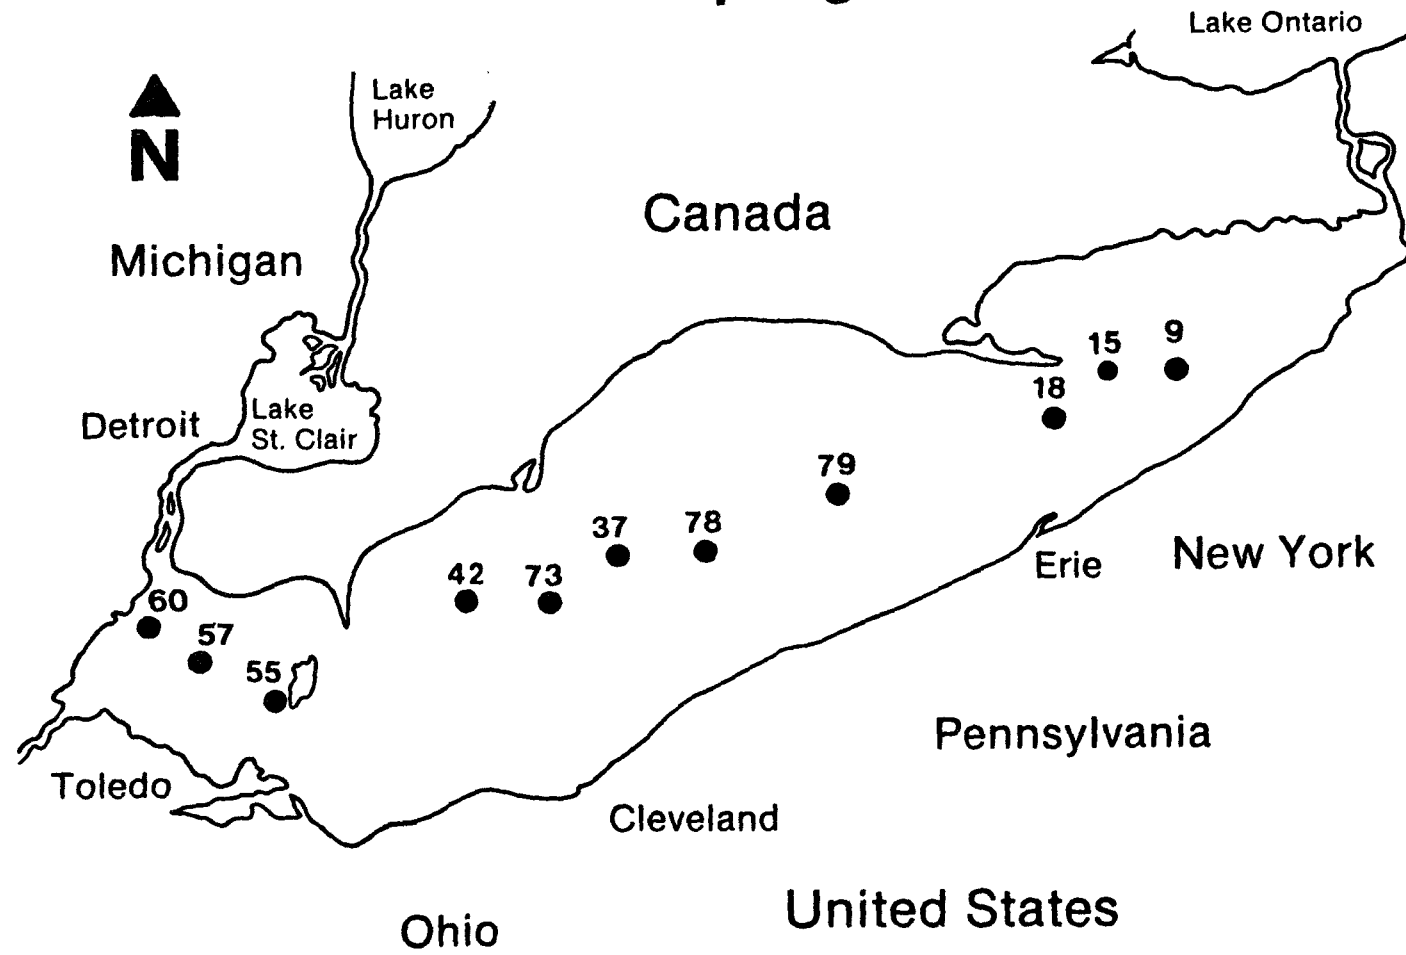 Lake Ontario
Lake
Huron
N
Canada
Michigan
15
9
18
Lake
St. Clair
Detroit
79
37
78
Erie
New York
42
73
60
57
55
Pennsylvania
Toledo
Cleveland
United States
Ohio